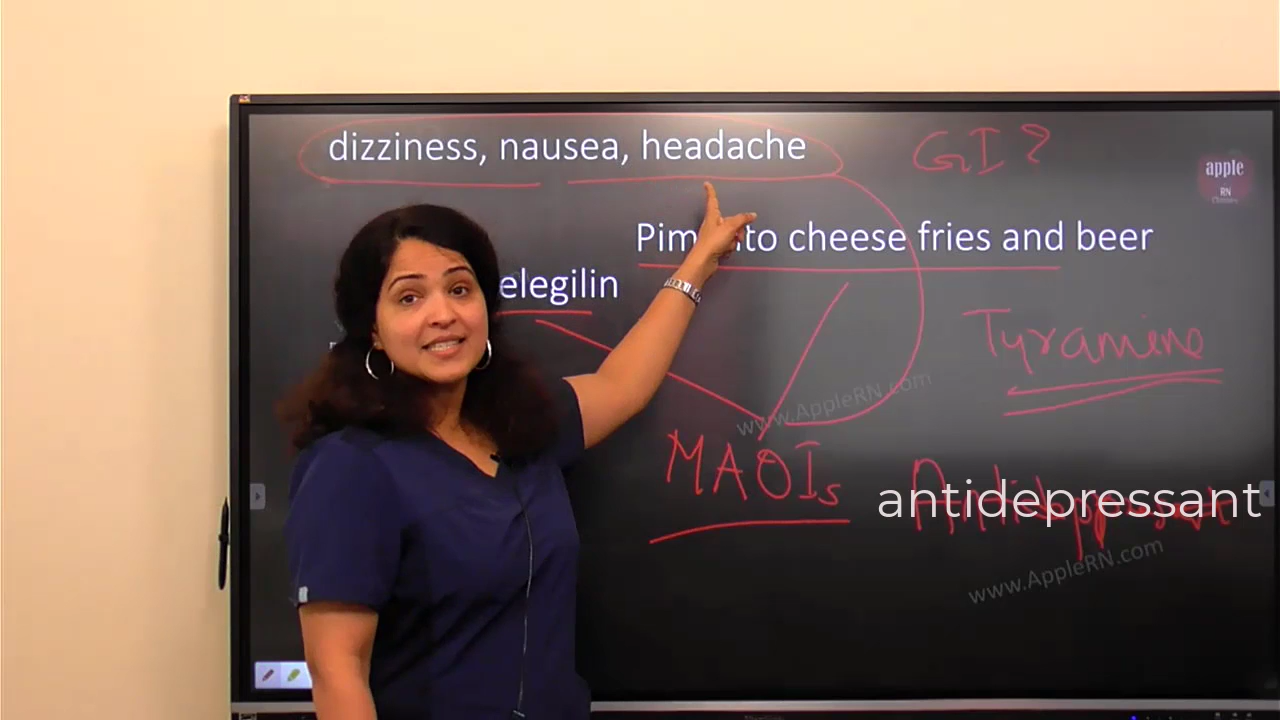 dizziness, nausea, headache
GI?
apple
RN
Pim to cheese fries and beer
elegilin
Tyramine
www.AppleRN.com
MAOIs
antidepressant
www.AppleRN.com